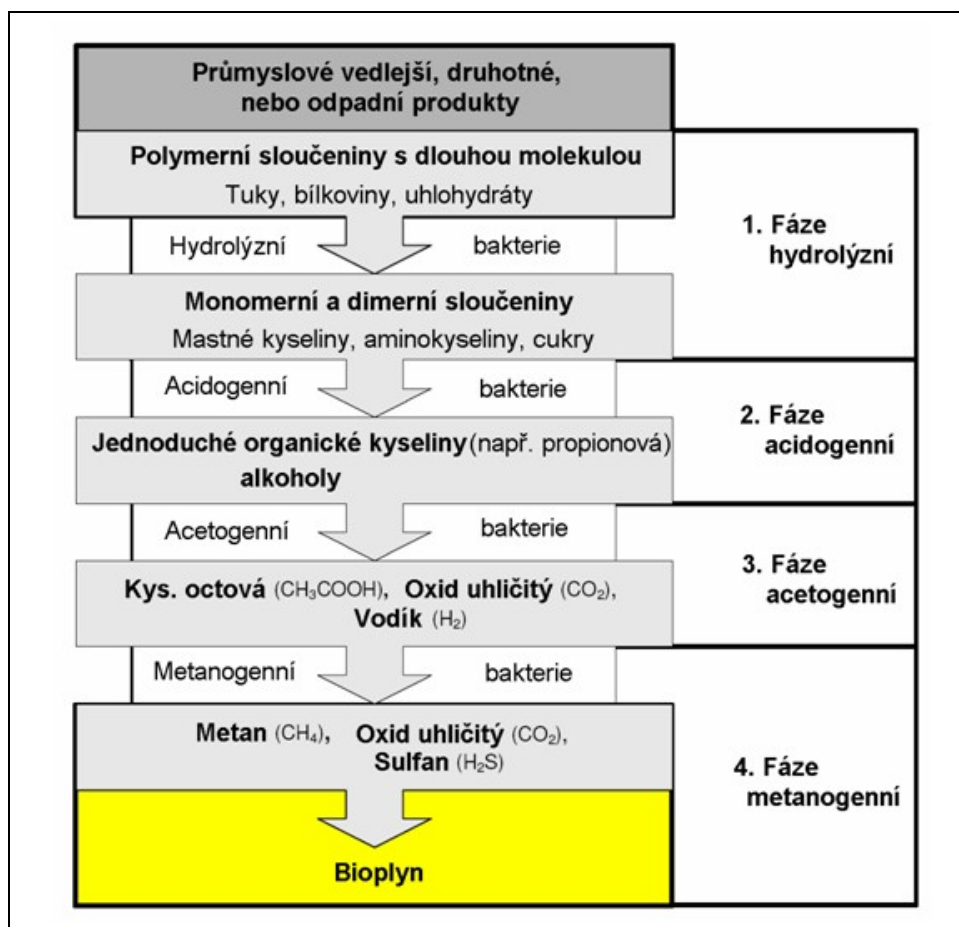 Průmyslové vedlejší, druhotné,
nebo odpadní produkty
Polymerní sloučeniny s dlouhou molekulou
Tuky, bílkoviny, uhlohydráty
Hydrolýzní bakterie
1. Fáze
hydrolýzní
Monomerní a dimerní sloučeniny
Mastné kyseliny, aminokyseliny, cukry
Acidogenní bakterie
2. Fáze
acidogenní
Jednoduché organické kyseliny (např. propionová)
alkoholy
Acetogenní bakterie
3. Fáze
acetogenní
Kys. octová (CH₃COOH), Oxid uhličitý (CO₂),
Vodík (H₂)
Metanogenní bakterie
Metan (CH₄), Oxid uhličitý (CO₂),
Sulfan (H₂S)
4. Fáze
metanogenní
Bioplyn